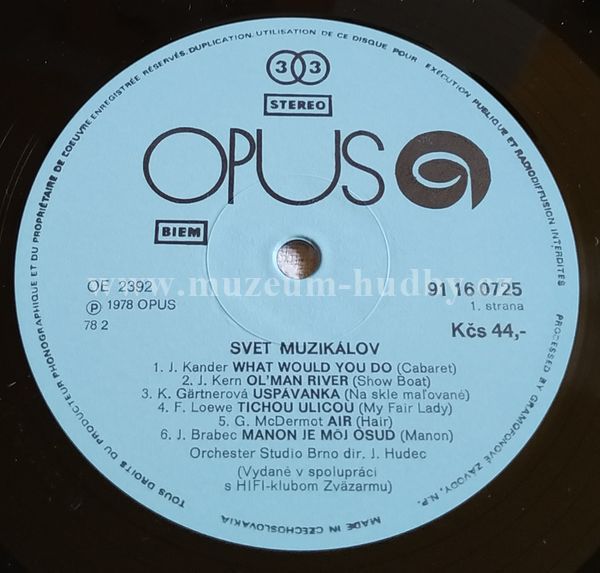 TOUS DROITS DU PRODUCTEUR PHONOGRAPHIQUE ET DU PROPRIÉTAIRE DE L'OEUVRE ENREGISTRÉE RÉSERVÉS. DUPLICATION, UTILISATION DE CE DISQUE POUR EXÉCUTION PUBLIQUE ET RADIODIFFUSION INTERDITES
33
STEREO
OPUS
BIEM
OE 2392
Ⓟ 1978 OPUS
78 2
91 16 0725
1. strana
Kčs 44,-
www.muzeum-hudby.cz
SVET MUZIKÁLOV
1. J. Kander WHAT WOULD YOU DO (Cabaret)
2. J. Kern OL'MAN RIVER (Show Boat)
3. K. Gärtnerová USPÁVANKA (Na skle maľované)
4. F. Loewe TICHOU ULICOU (My Fair Lady)
5. G. McDermot AIR (Hair)
6. J. Brabec MANON JE MÔJ OSUD (Manon)
Orchester Studio Brno dir. J. Hudec
(Vydané v spolupráci
s HIFI-klubom Zväzarmu)
PROCESSED BY GRAMOFONOVÉ ZÁVODY, N.P.
MADE IN CZECHOSLOVAKIA